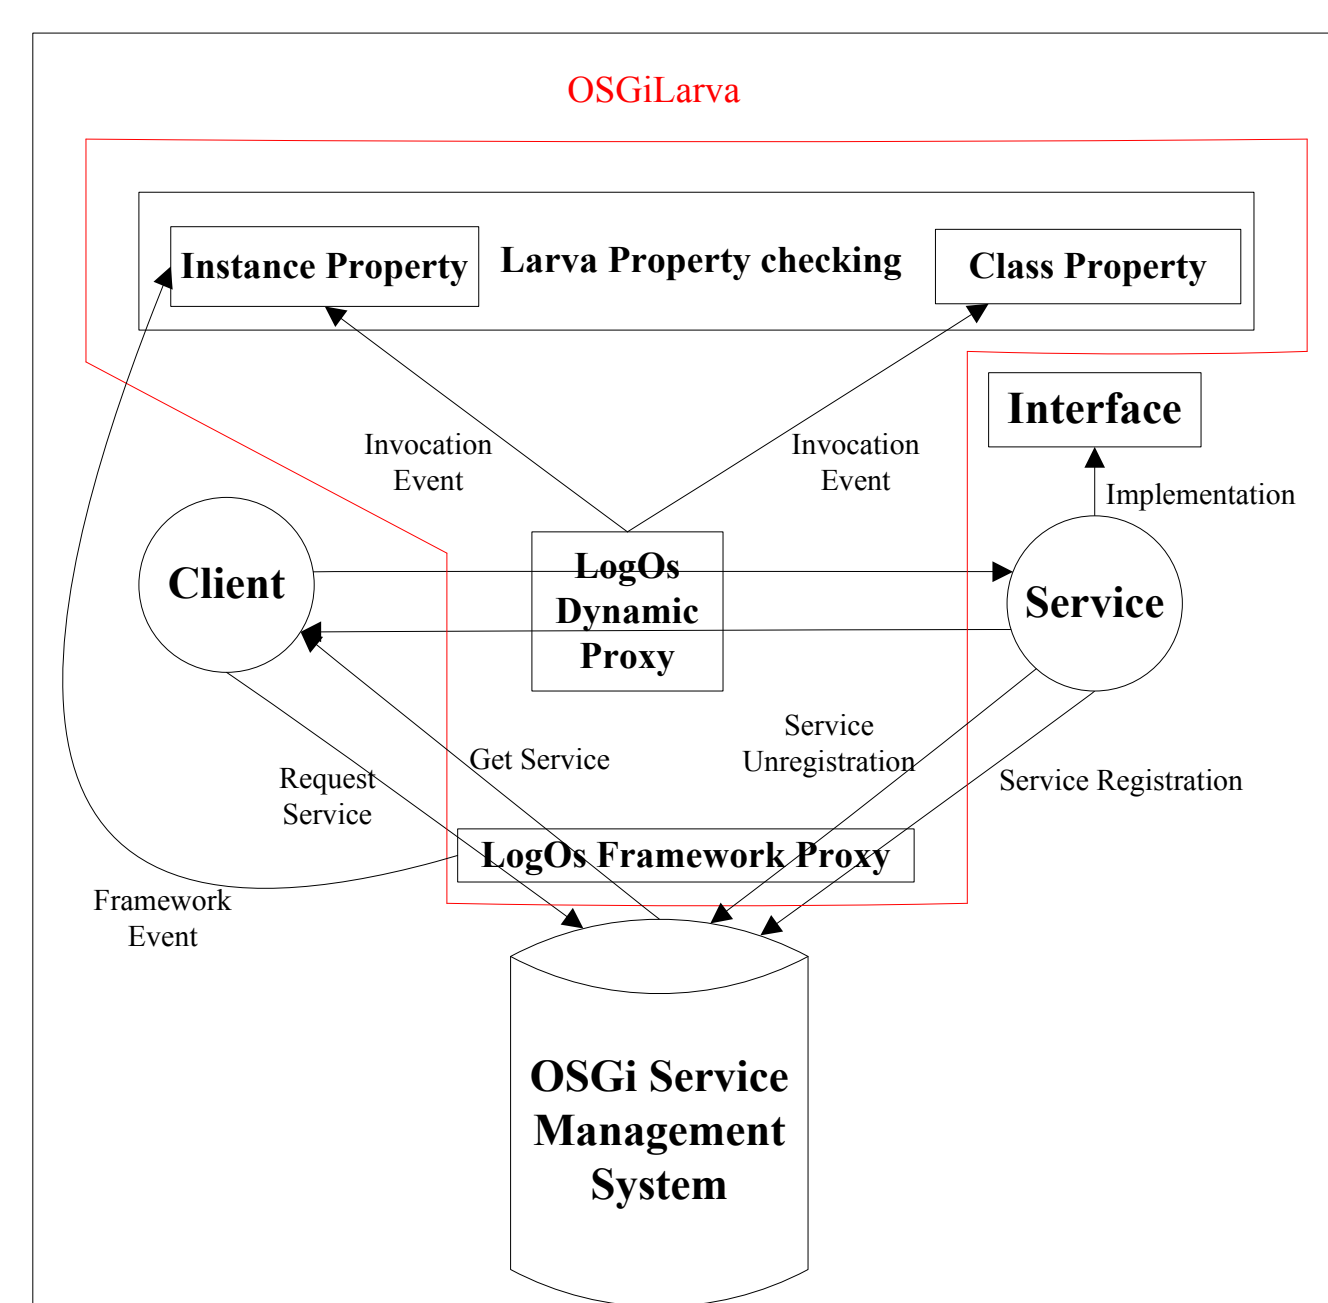 OSGiLarva
Instance Property
Larva Property checking
Class Property
Interface
Invocation
Event
Invocation
Event
Implementation
Client
LogOs
Dynamic
Proxy
Service
Get Service
Service
Unregistration
Request
Service
Service Registration
LogOs Framework Proxy
Framework
Event
OSGi Service
Management
System